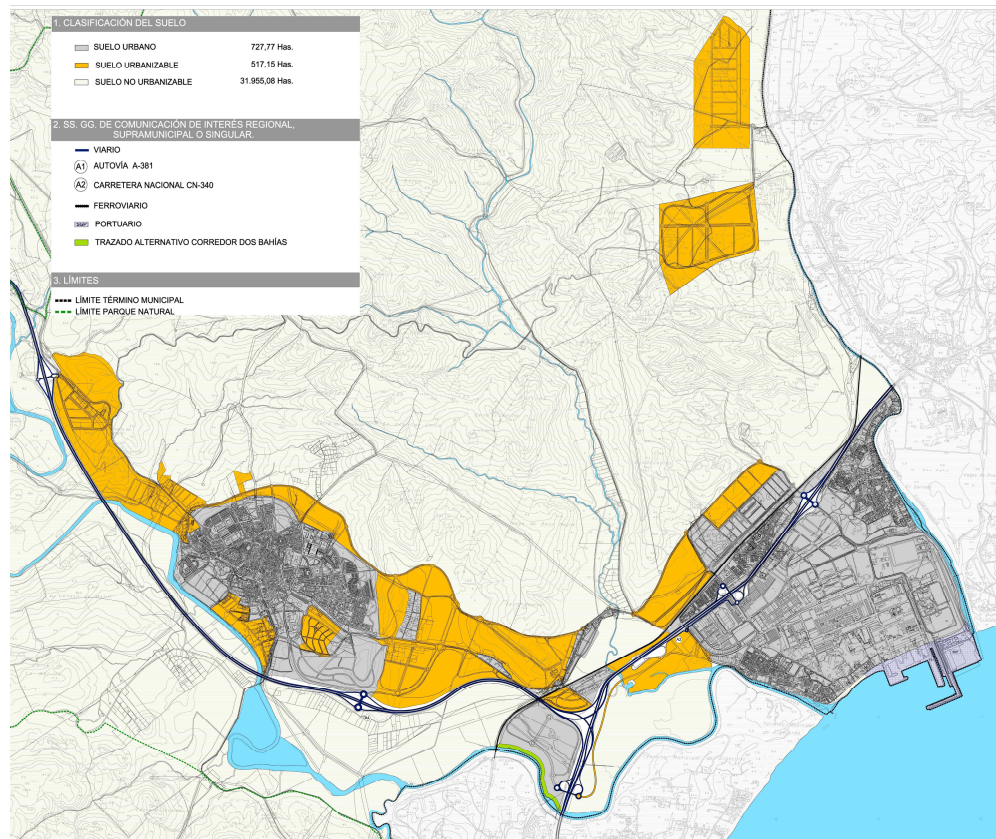 1. CLASIFICACIÓN DEL SUELO
SUELO URBANO 727,77 Has.
SUELO URBANIZABLE 517,15 Has.
SUELO NO URBANIZABLE 31.955,08 Has.
2. SS. GG. DE COMUNICACIÓN DE INTERÉS REGIONAL,
SUPRAMUNICIPAL O SINGULAR.
VIARIO
A1 AUTOVÍA A-381
A2 CARRETERA NACIONAL CN-340
FERROVIARIO
PORTUARIO
TRAZADO ALTERNATIVO CORREDOR DOS BAHÍAS
3. LÍMITES
LÍMITE TÉRMINO MUNICIPAL
LÍMITE PARQUE NATURAL
A2